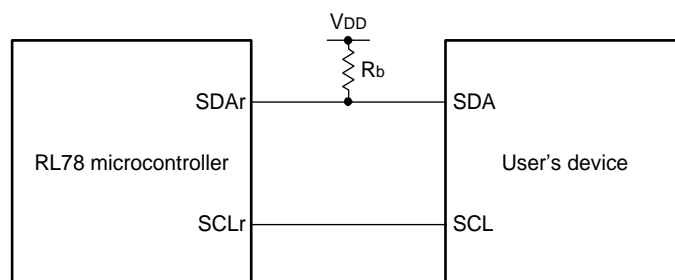 VDD
Rb
SDAr
SDA
RL78 microcontroller
User's device
SCLr
SCL